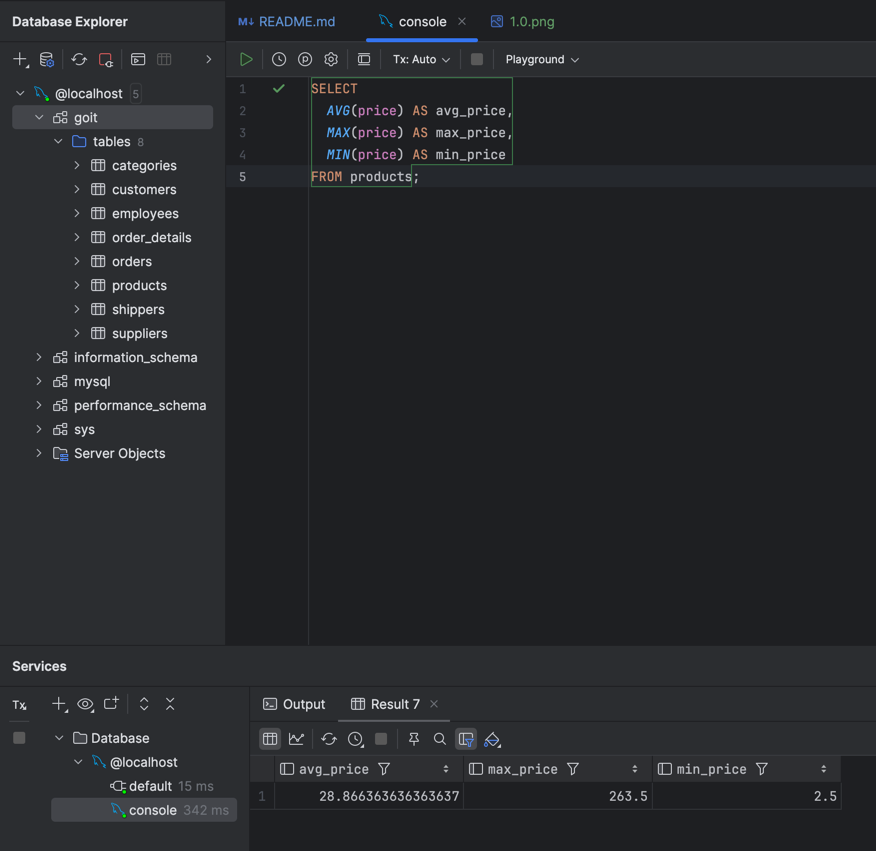 Database Explorer
README.md
console
1.0.png
Tx: Auto
Playground
@localhost 5
goit
tables 8
categories
customers
employees
order_details
orders
products
shippers
suppliers
information_schema
mysql
performance_schema
sys
Server Objects
1 SELECT
2 AVG(price) AS avg_price,
3 MAX(price) AS max_price,
4 MIN(price) AS min_price
5 FROM products;
Services
Tx
Database
@localhost
default 15 ms
console 342 ms
Output
Result 7
avg_price max_price min_price
1 28.866363636363637 263.5 2.5